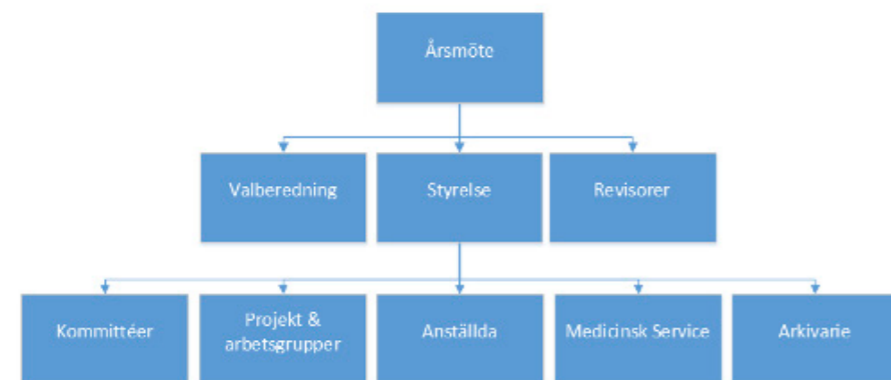 Årsmöte
Valberedning
Styrelse
Revisorer
Kommittéer
Projekt &
arbetsgrupper
Anställda
Medicinsk Service
Arkivarie